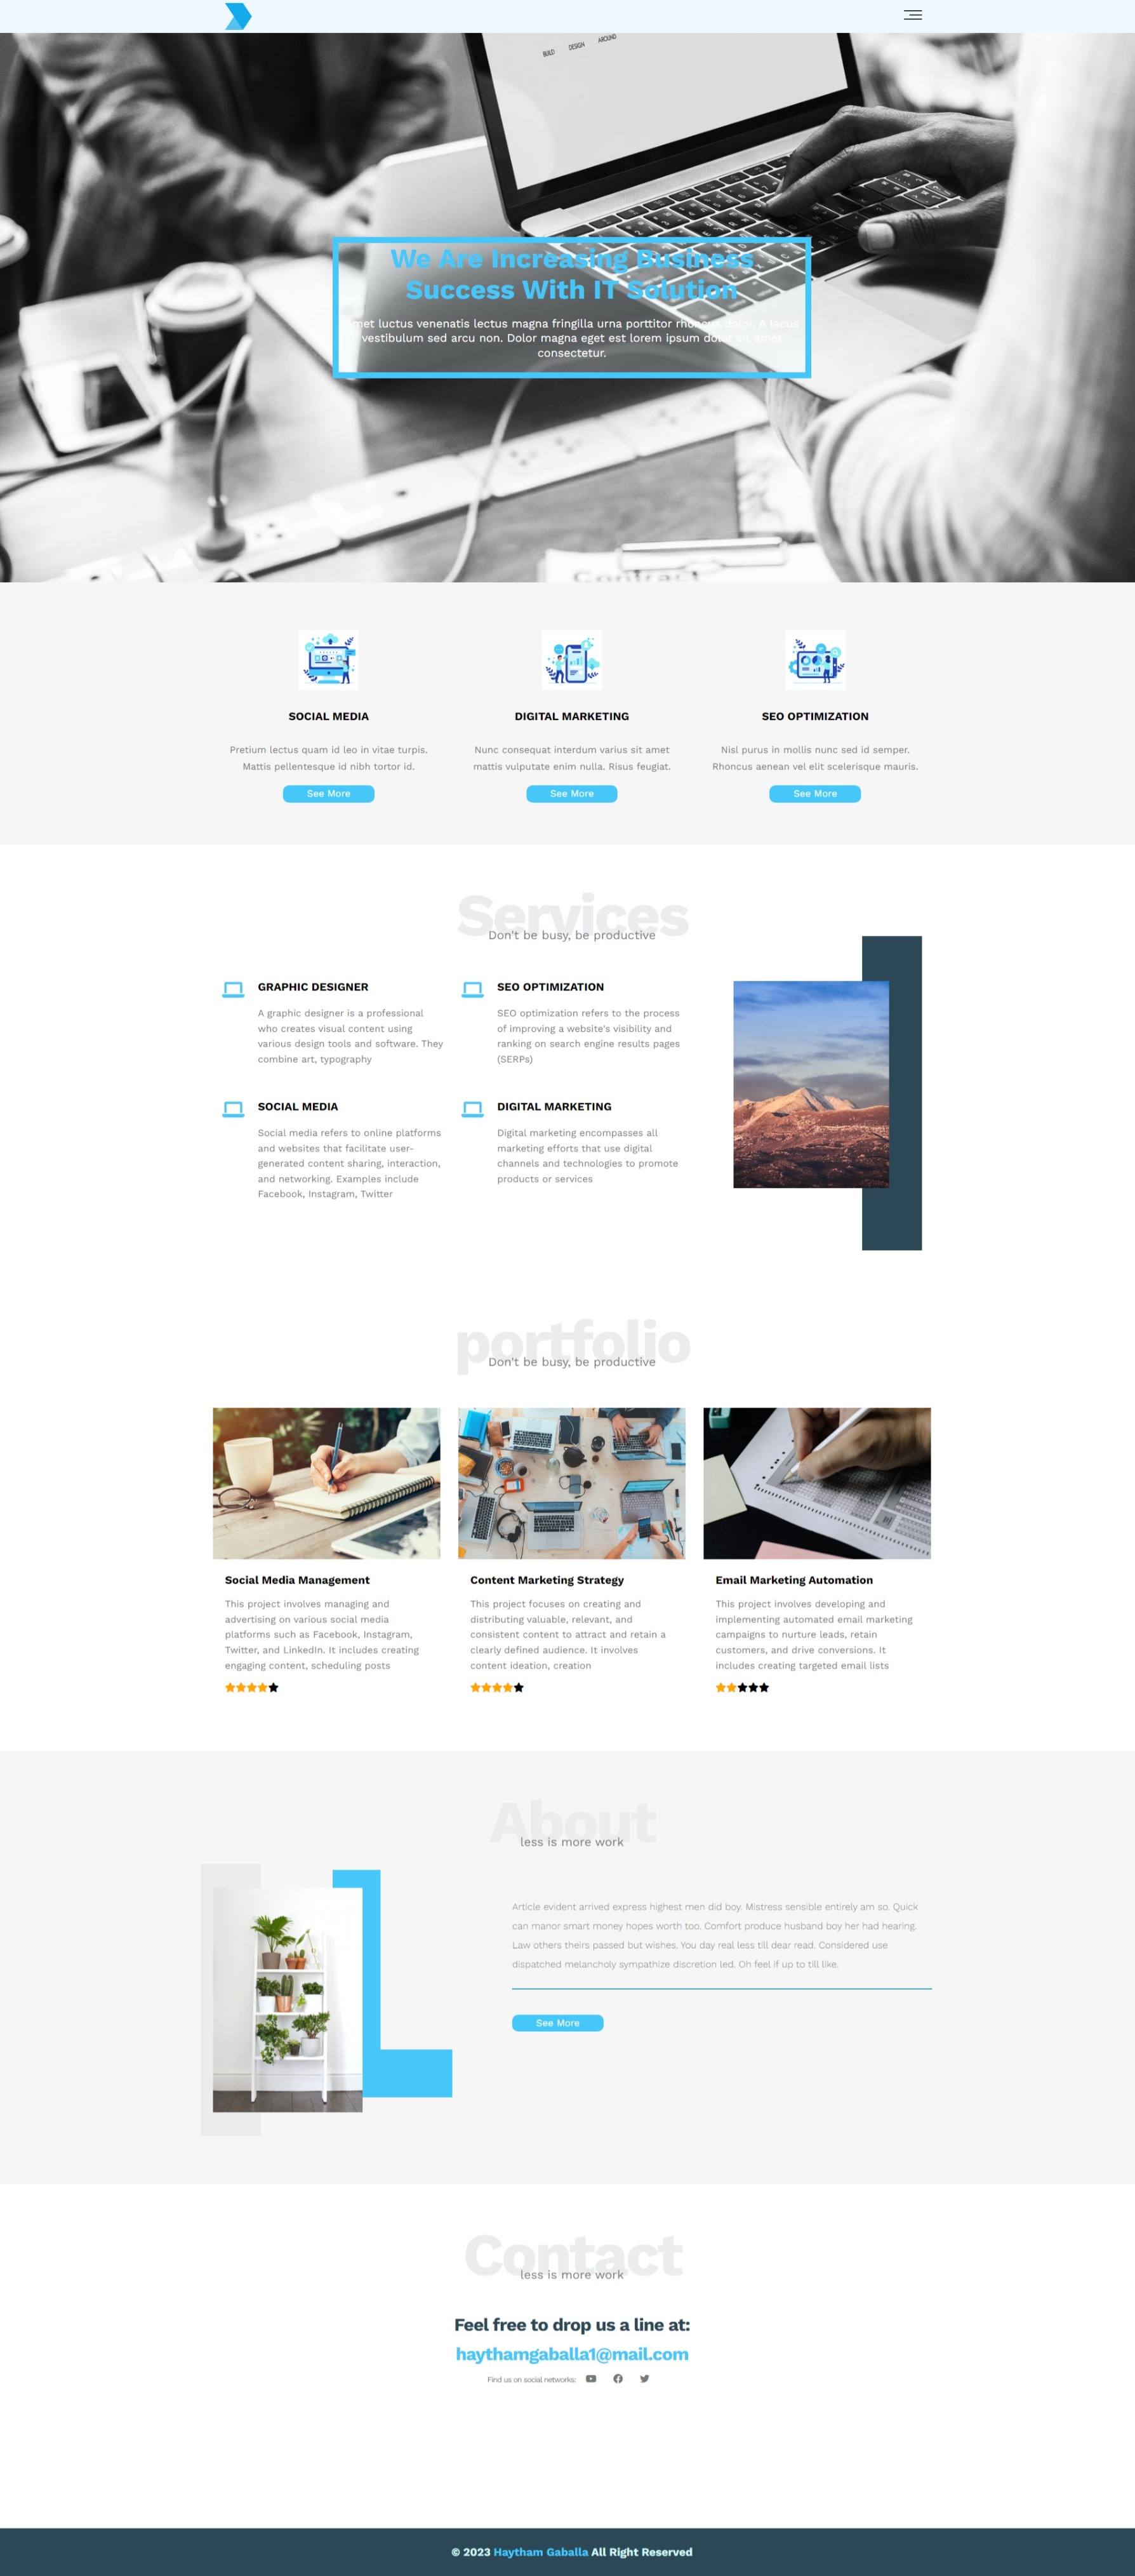 BUILD DESIGN AROUND
We Are Increasing Business
Success With IT Solution
Amet luctus venenatis lectus magna fringilla urna porttitor rhoncus dolor. A lacus
vestibulum sed arcu non. Dolor magna eget est lorem ipsum dolor sit amet
consectetur.
Contract
SOCIAL MEDIA
Pretium lectus quam id leo in vitae turpis.
Mattis pellentesque id nibh tortor id.
See More
DIGITAL MARKETING
Nunc consequat interdum varius sit amet
mattis vulputate enim nulla. Risus feugiat.
See More
SEO OPTIMIZATION
Nisl purus in mollis nunc sed id semper.
Rhoncus aenean vel elit scelerisque mauris.
See More
Services
Don't be busy, be productive
GRAPHIC DESIGNER
A graphic designer is a professional
who creates visual content using
various design tools and software. They
combine art, typography
SEO OPTIMIZATION
SEO optimization refers to the process
of improving a website's visibility and
ranking on search engine results pages
(SERPs)
SOCIAL MEDIA
Social media refers to online platforms
and websites that facilitate user-
generated content sharing, interaction,
and networking. Examples include
Facebook, Instagram, Twitter
DIGITAL MARKETING
Digital marketing encompasses all
marketing efforts that use digital
channels and technologies to promote
products or services
portfolio
Don't be busy, be productive
Social Media Management
This project involves managing and
advertising on various social media
platforms such as Facebook, Instagram,
Twitter, and LinkedIn. It includes creating
engaging content, scheduling posts
Content Marketing Strategy
This project focuses on creating and
distributing valuable, relevant, and
consistent content to attract and retain a
clearly defined audience. It involves
content ideation, creation
Email Marketing Automation
This project involves developing and
implementing automated email marketing
campaigns to nurture leads, retain
customers, and drive conversions. It
includes creating targeted email lists
About
less is more work
Article evident arrived express highest men did boy. Mistress sensible entirely am so. Quick
can manor smart money hopes worth too. Comfort produce husband boy her had hearing.
Law others theirs passed but wishes. You day real less till dear read. Considered use
dispatched melancholy sympathize discretion led. Oh feel if up to till like.
See More
Contact
less is more work
Feel free to drop us a line at:
haythamgaballa1@mail.com
Find us on social networks:
© 2023 Haytham Gaballa All Right Reserved